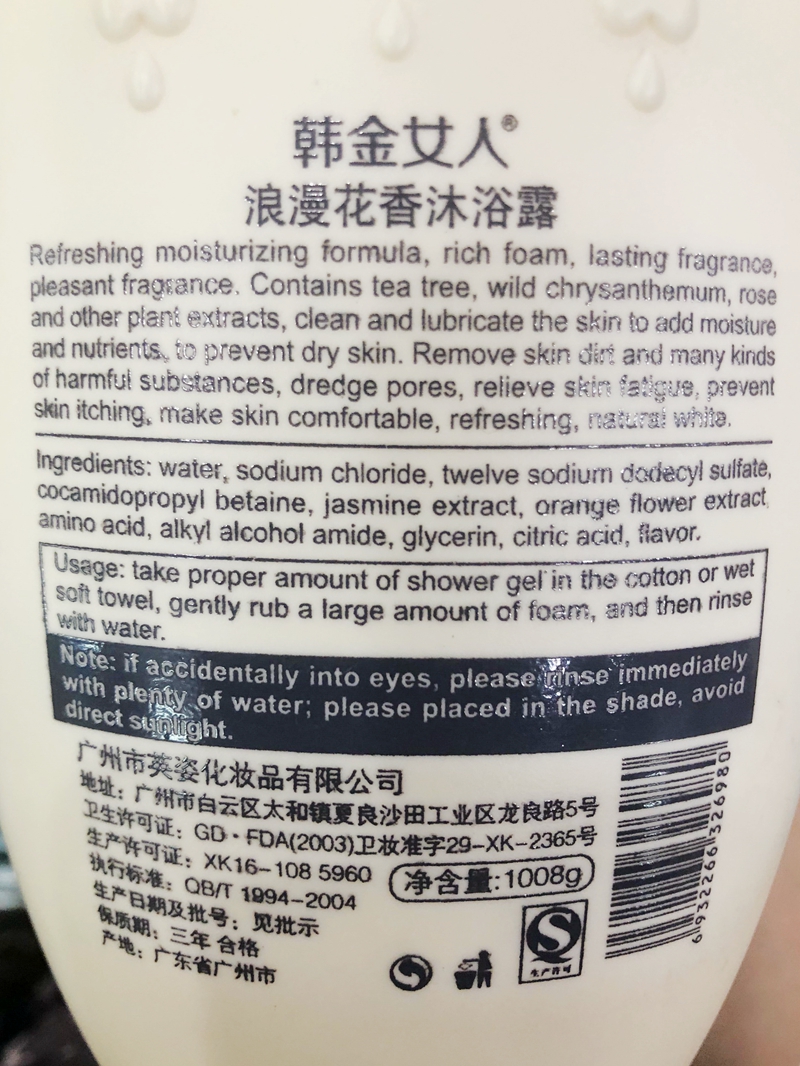 韩金女人®
浪漫花香沐浴露
Refreshing moisturizing formula, rich foam, lasting fragrance,
pleasant fragrance. Contains tea tree, wild chrysanthemum, rose
and other plant extracts, clean and lubricate the skin to add moisture
and nutrients, to prevent dry skin. Remove skin dirt and many kinds
of harmful substances, dredge pores, relieve skin fatigue, prevent
skin itching, make skin comfortable, refreshing, natural white.
Ingredients: water, sodium chloride, twelve sodium dodecyl sulfate,
cocamidopropyl betaine, jasmine extract, orange flower extract,
amino acid, alkyl alcohol amide, glycerin, citric acid, flavor.
Usage: take proper amount of shower gel in the cotton or wet
soft towel, gently rub a large amount of foam, and then rinse
with water.
Note: if accidentally into eyes, please rinse immediately
with plenty of water; please placed in the shade, avoid
direct sunlight.
广州市英姿化妆品有限公司
地址：广州市白云区太和镇夏良沙田工业区龙良路5号
卫生许可证：GD·FDA(2003)卫妆准字29-XK-2365号
生产许可证：XK16-108 5960
执行标准：QB/T 1994-2004
净含量:1008g
生产日期及批号：见批示
保质期：三年 合格
产地：广东省广州市
生产许可
6932266326980